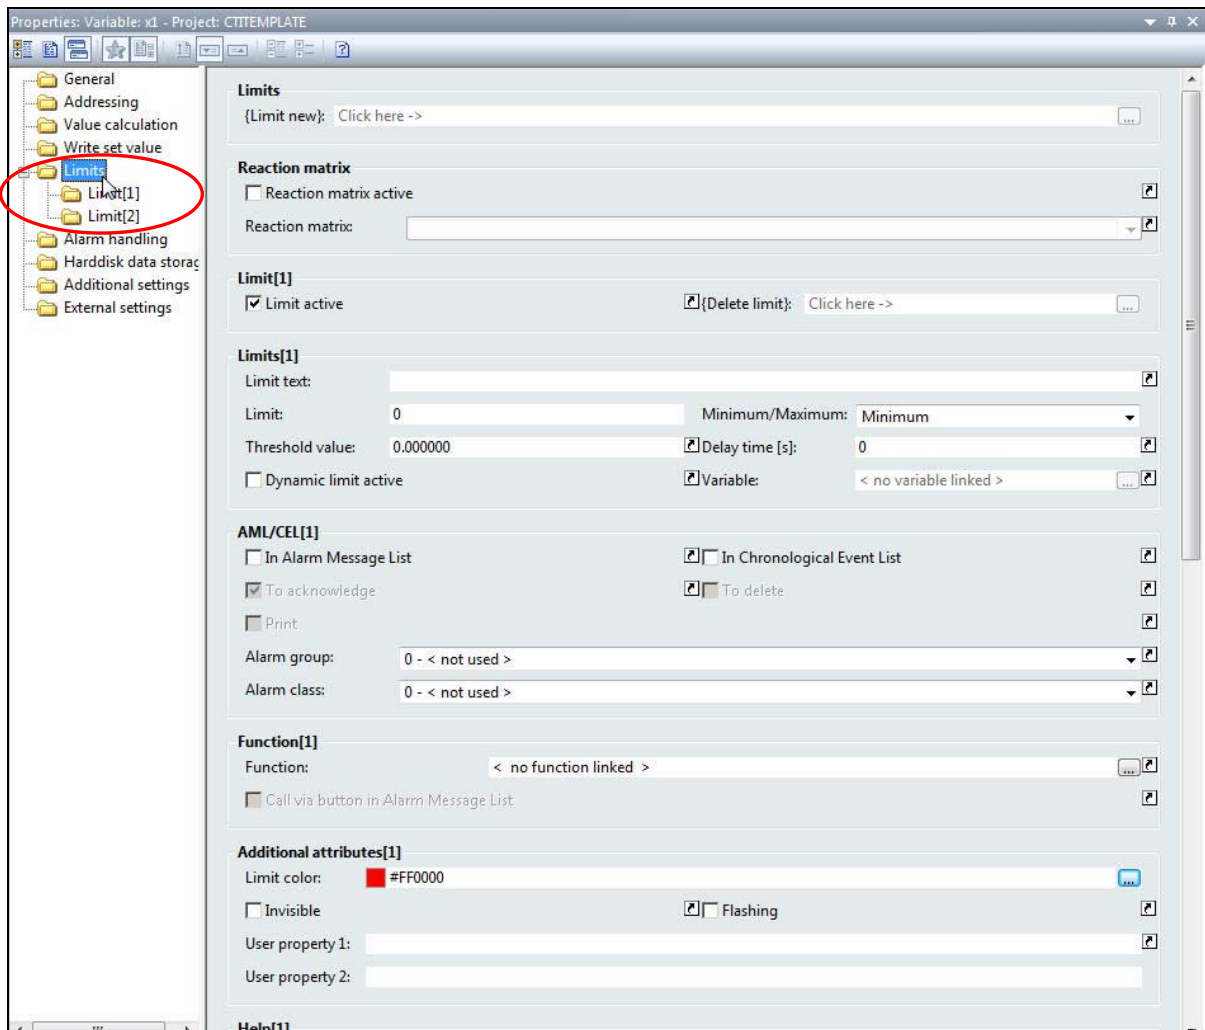 Properties: Variable: x1 - Project: CTITEMPLATE
General
Addressing
Value calculation
Write set value
Limits
Limit[1]
Limit[2]
Alarm handling
Harddisk data storag
Additional settings
External settings
Limits
{Limit new}: Click here ->
Reaction matrix
Reaction matrix active
Reaction matrix:
Limit[1]
Limit active {Delete limit}: Click here ->
Limits[1]
Limit text:
Limit: 0 Minimum/Maximum: Minimum
Threshold value: 0.000000 Delay time [s]: 0
Dynamic limit active Variable: < no variable linked >
AML/CEL[1]
In Alarm Message List In Chronological Event List
To acknowledge To delete
Print
Alarm group: 0 - < not used >
Alarm class: 0 - < not used >
Function[1]
Function: < no function linked >
Call via button in Alarm Message List
Additional attributes[1]
Limit color: #FF0000
Invisible Flashing
User property 1:
User property 2:
Help[1]